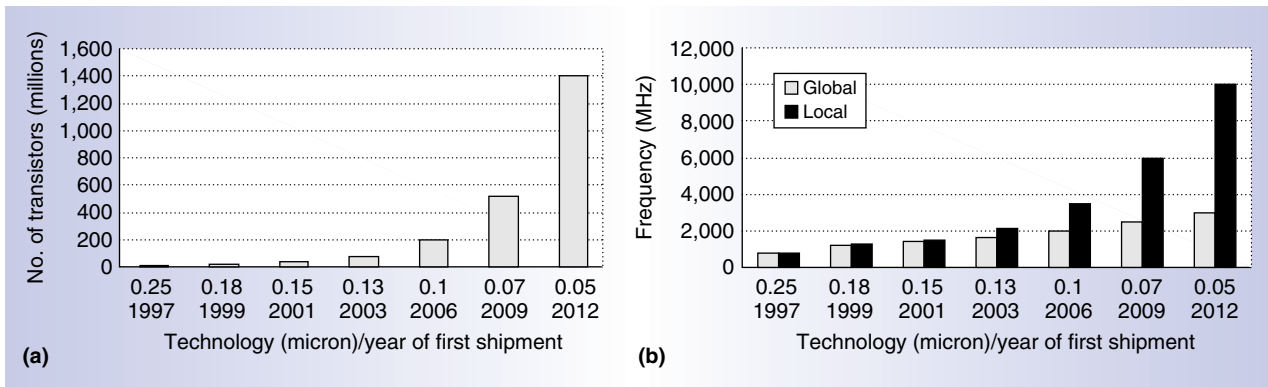 No. of transistors (millions)
1,600
1,400
1,200
1,000
800
600
400
200
0
0.25 0.18 0.15 0.13 0.1 0.07 0.05
1997 1999 2001 2003 2006 2009 2012
Technology (micron)/year of first shipment
(a)
Frequency (MHz)
12,000
10,000
8,000
6,000
4,000
2,000
0
Global
Local
0.25 0.18 0.15 0.13 0.1 0.07 0.05
1997 1999 2001 2003 2006 2009 2012
Technology (micron)/year of first shipment
(b)